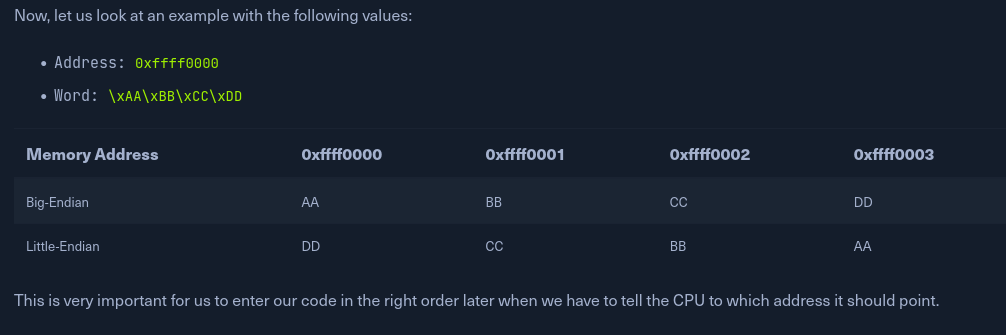 Now, let us look at an example with the following values:
• Address: 0xffff0000
• Word: \xAA\xBB\xCC\xDD
Memory Address 0xffff0000 0xffff0001 0xffff0002 0xffff0003
Big-Endian AA BB CC DD
Little-Endian DD CC BB AA
This is very important for us to enter our code in the right order later when we have to tell the CPU to which address it should point.